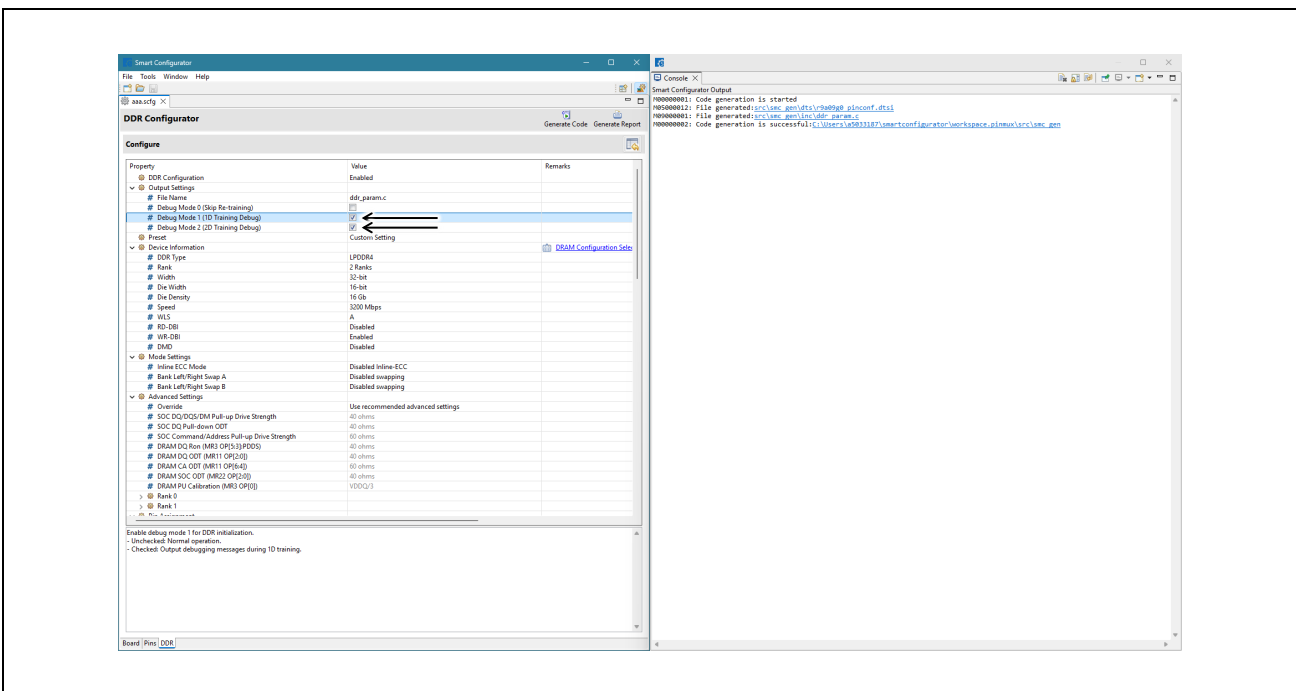 Smart Configurator
File Tools Window Help
aaa.scfg
DDR Configurator
Generate Code Generate Report
Configure
Property Value Remarks
DDR Configuration Enabled
Output Settings
# File Name ddr_param.c
# Debug Mode 0 (Skip Re-training)
# Debug Mode 1 (1D Training Debug)
# Debug Mode 2 (2D Training Debug)
Preset Custom Setting
Device Information DRAM Configuration Selec
# DDR Type LPDDR4
# Rank 2 Ranks
# Width 32-bit
# Die Width 16-bit
# Die Density 16 Gb
# Speed 3200 Mbps
# WLS A
# RD-DBI Disabled
# WR-DBI Enabled
# DMD Disabled
Mode Settings
# Inline ECC Mode Disabled Inline-ECC
# Bank Left/Right Swap A Disabled swapping
# Bank Left/Right Swap B Disabled swapping
Advanced Settings
# Override Use recommended advanced settings
# SOC DQ/DQS/DM Pull-up Drive Strength 40 ohms
# SOC DQ Pull-down ODT 40 ohms
# SOC Command/Address Pull-up Drive Strength 60 ohms
# DRAM DQ Ron (MR3 OP[5:3]:PDDS) 40 ohms
# DRAM DQ ODT (MR11 OP[2:0]) 40 ohms
# DRAM CA ODT (MR11 OP[6:4]) 60 ohms
# DRAM SOC ODT (MR22 OP[2:0]) 40 ohms
# DRAM PU Calibration (MR3 OP[0]) VDDQ/3
Rank 0
Rank 1
Pin Assignment
Enable debug mode 1 for DDR initialization.
- Unchecked: Normal operation.
- Checked: Output debugging messages during 1D training.
Board Pins DDR
Console
Smart Configurator Output
M00000001: Code generation is started
M05000012: File generated:src\smc_gen\dts\r9a09g0_pinconf.dtsi
M09000001: File generated:src\smc_gen\inc\ddr_param.c
M00000002: Code generation is successful:C:\Users\a5033187\smartconfigurator\workspace.pinmux\src\smc_gen